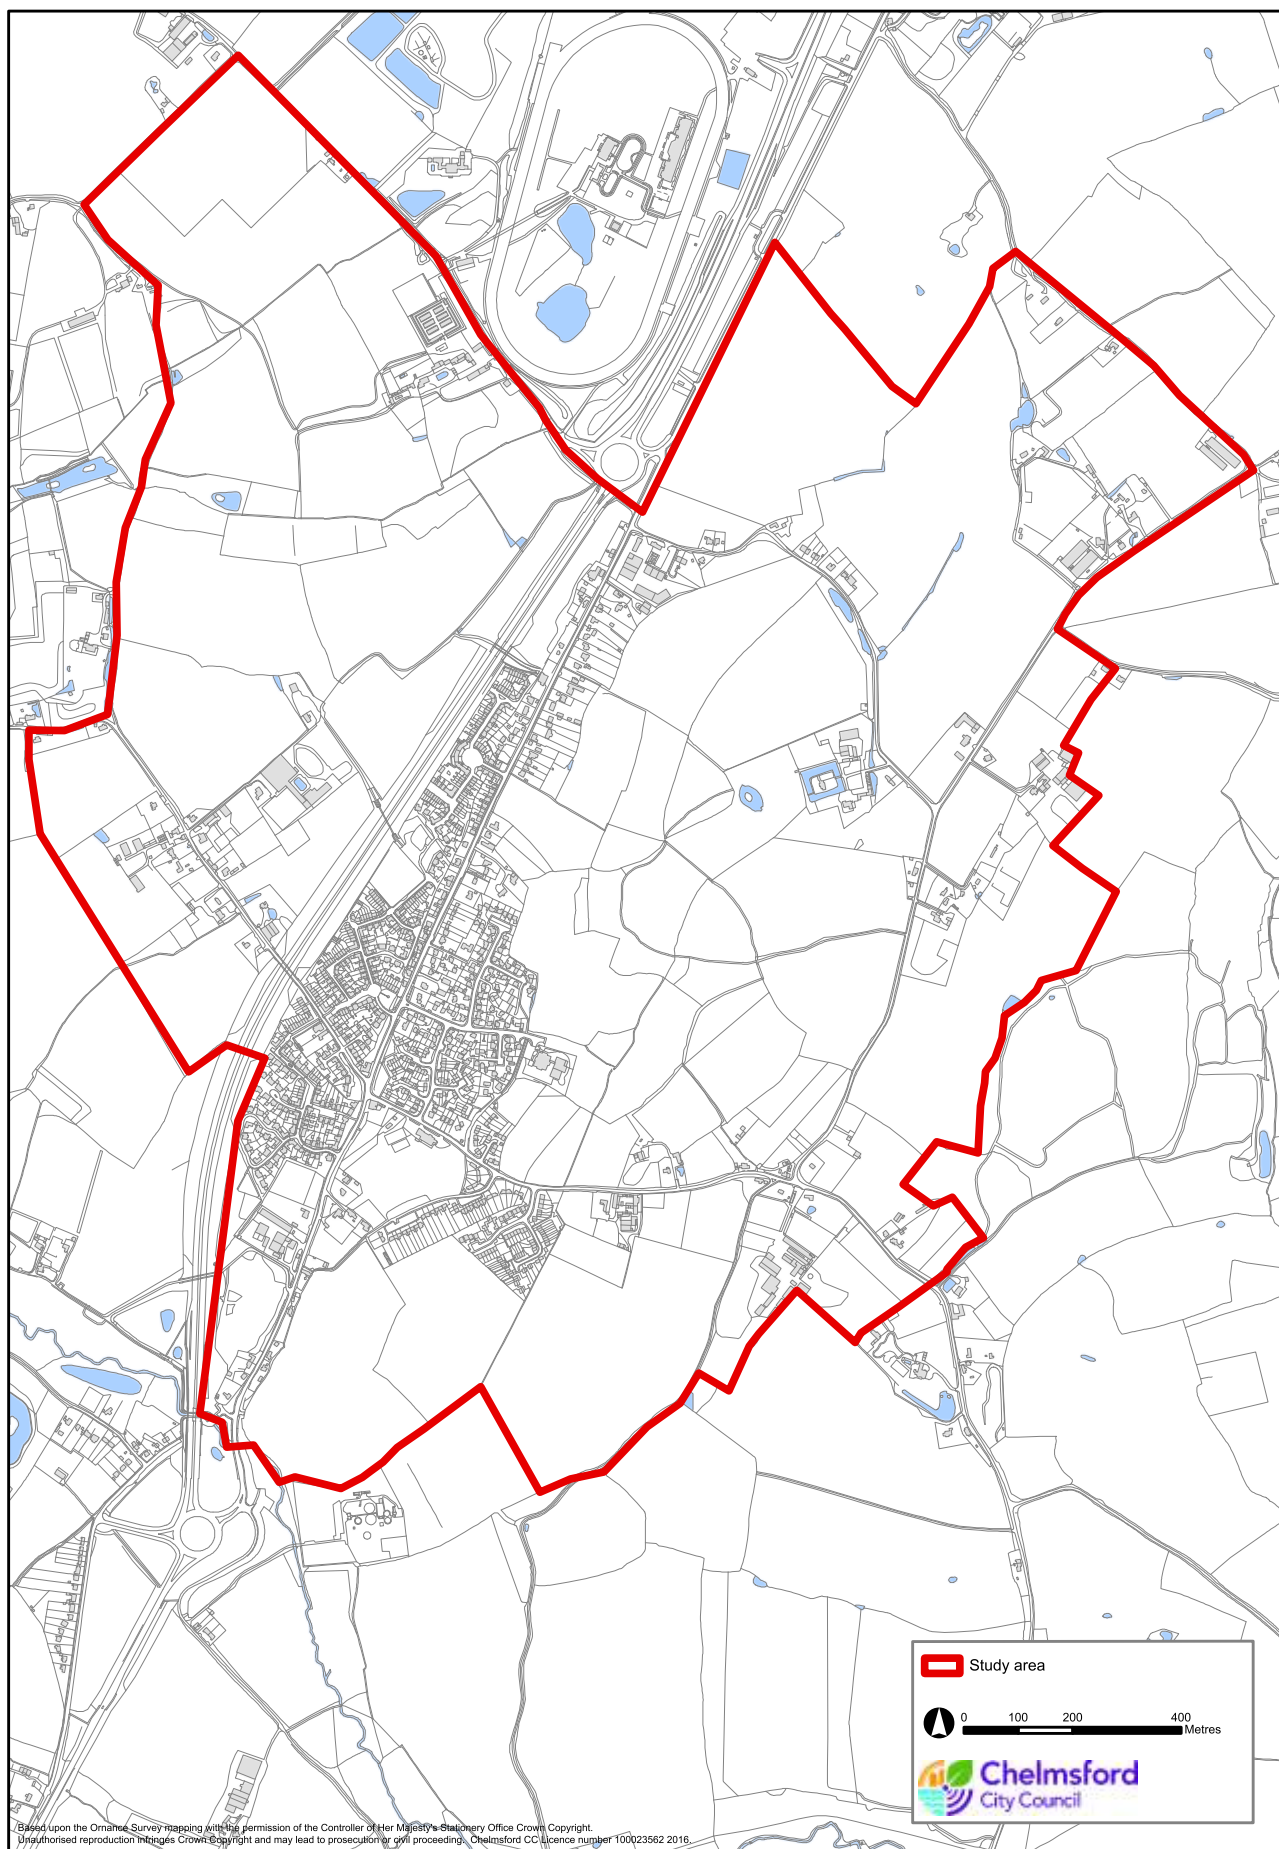 Study area
0 100 200 400
Metres
Chelmsford
City Council
Based upon the Ornance Survey mapping with the permission of the Controller of Her Majesty's Stationery Office Crown Copyright.
Unauthorised reproduction infringes Crown Copyright and may lead to prosecution or civil proceeding. Chelmsford CC Licence number 100023562 2016.